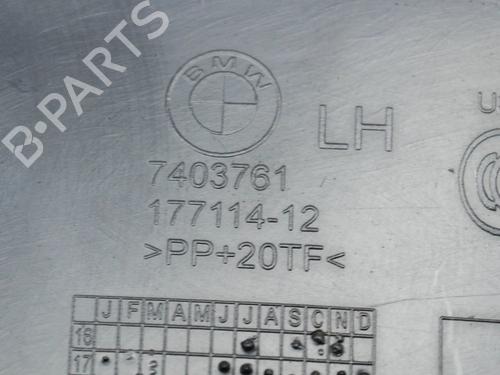 B-PARTS
BMW
LH
7403761
177114-12
>PP+20TF<
J F M A M J J A S O N D
16
17